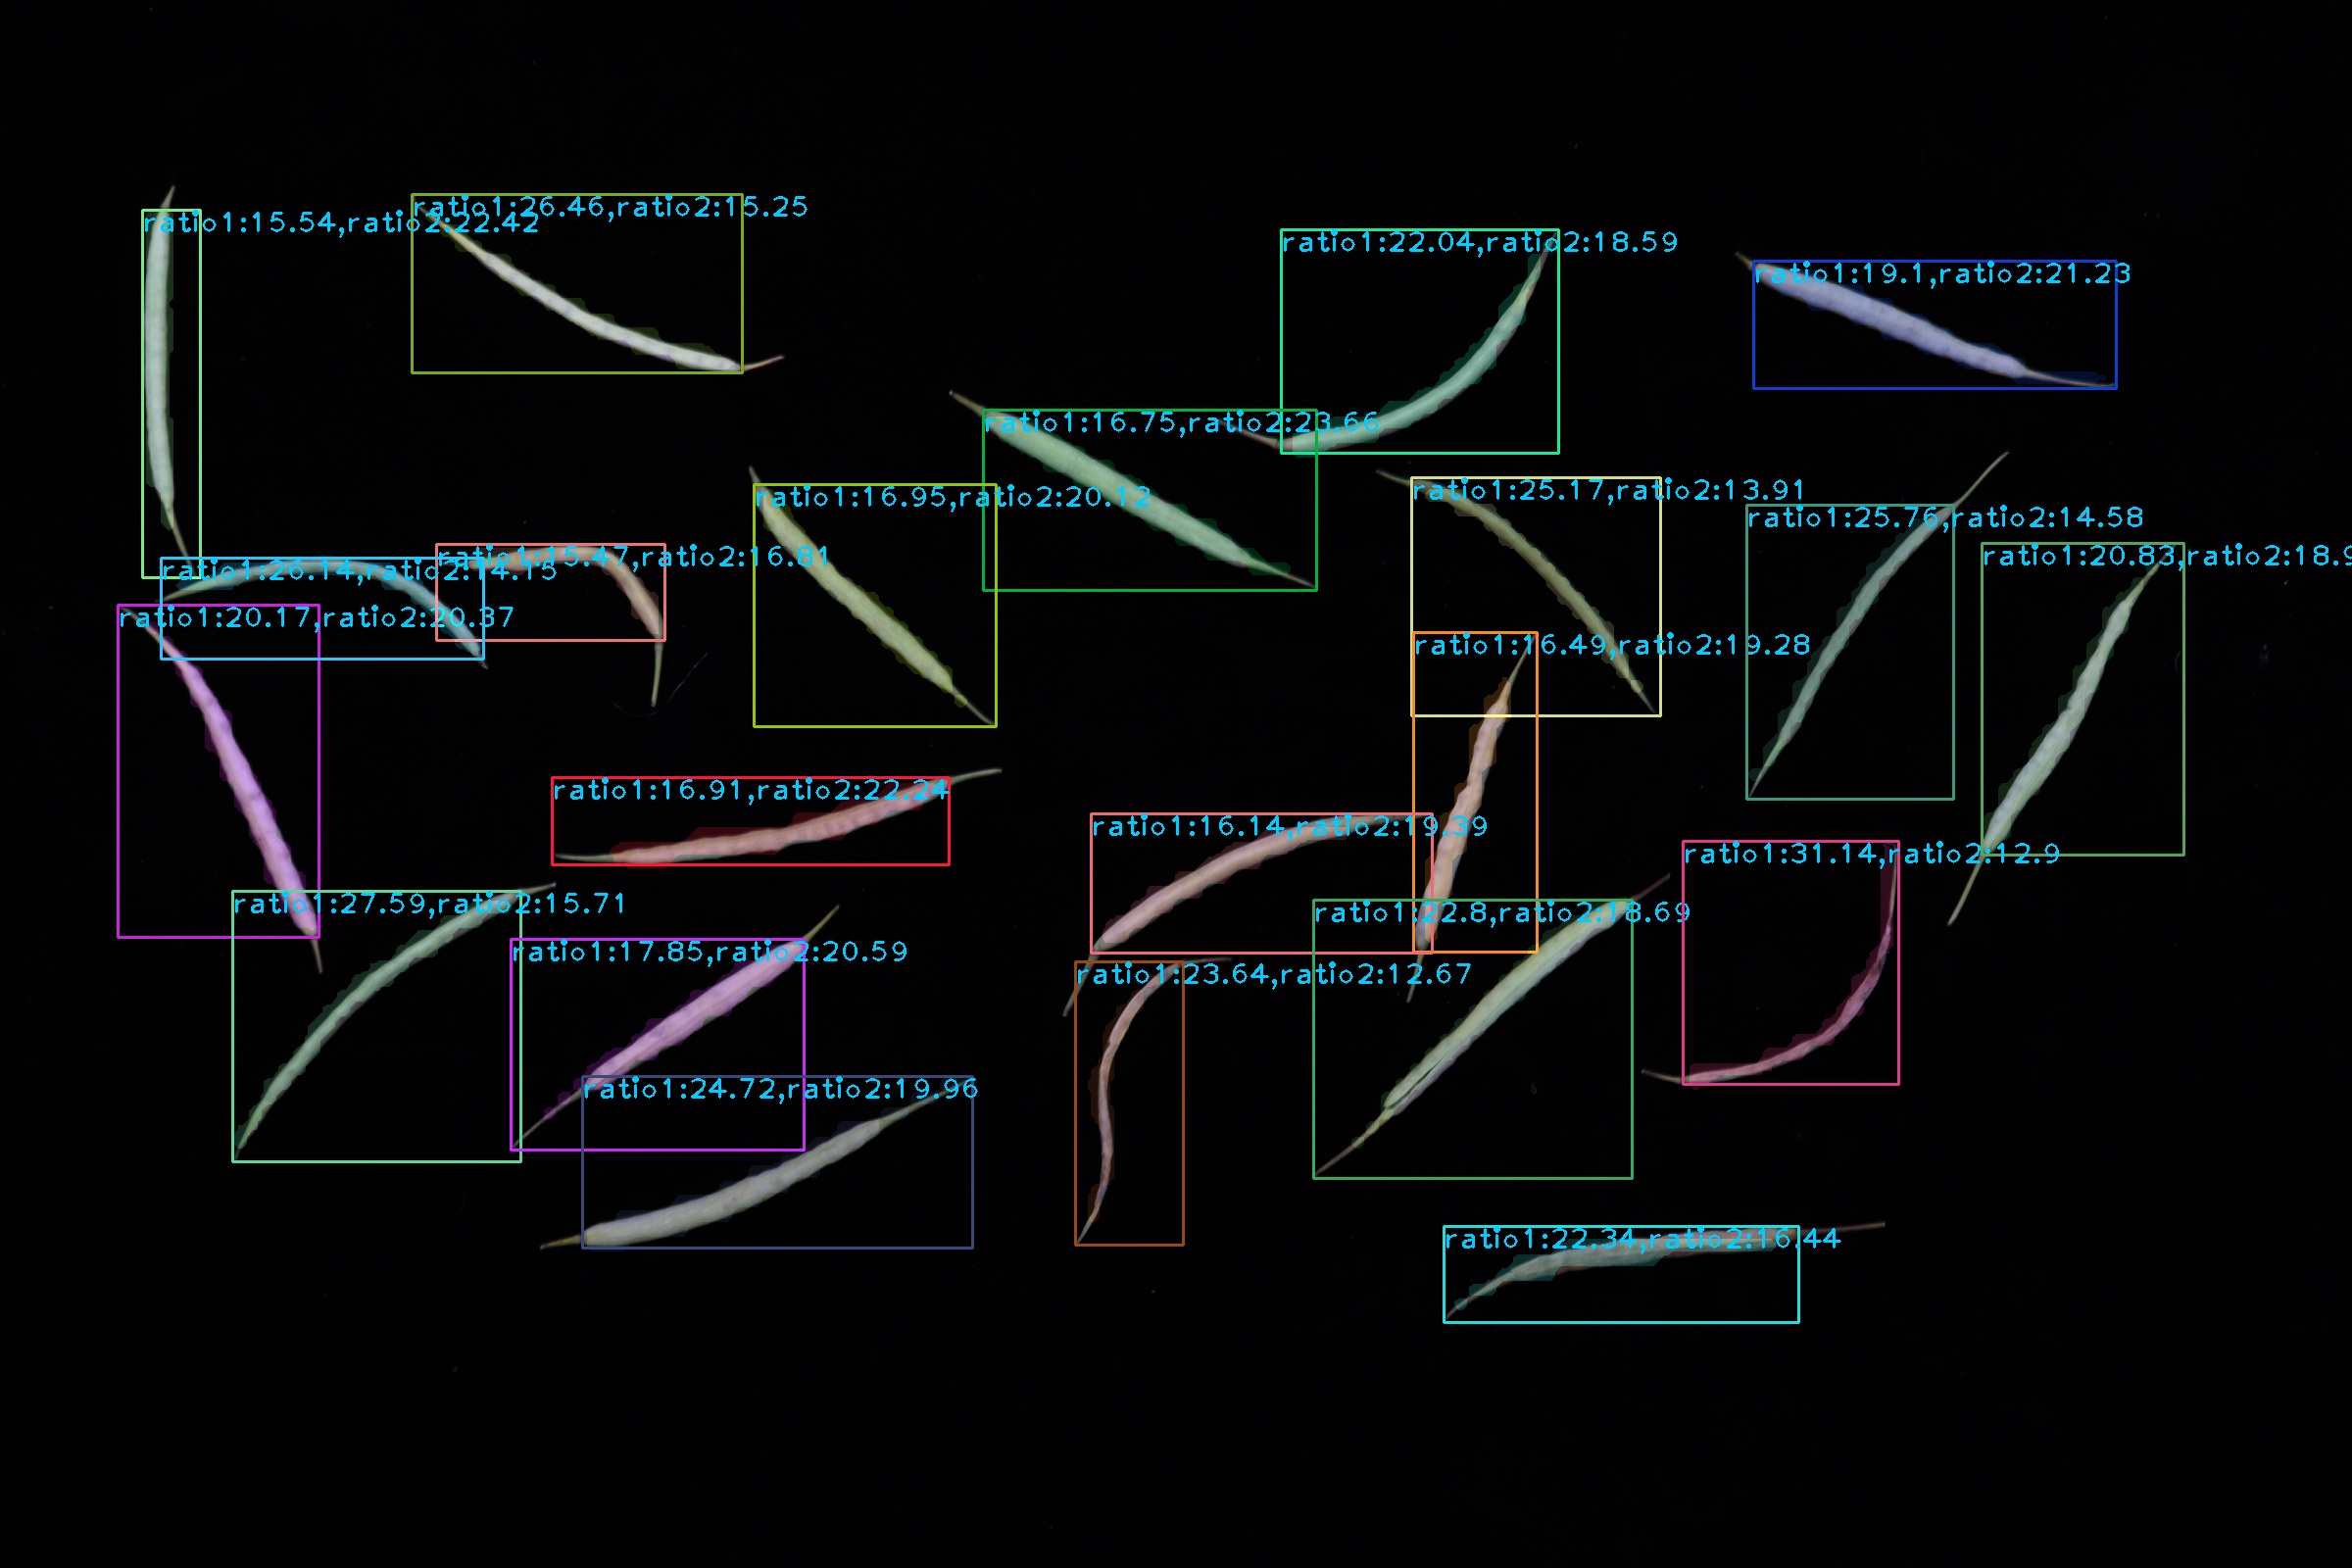 ratio1:26.46,ratio2:15.25
ratio1:15.54,ratio2:22.42
ratio1:22.04,ratio2:18.59
ratio1:19.1,ratio2:21.23
ratio1:16.75,ratio2:23.66
ratio1:16.95,ratio2:20.12
ratio1:25.17,ratio2:13.91
ratio1:25.76,ratio2:14.58
ratio1:15.47,ratio2:16.81
ratio1:20.83,ratio2:18.9
ratio1:26.14,ratio2:14.15
ratio1:20.17,ratio2:20.37
ratio1:16.49,ratio2:19.28
ratio1:16.91,ratio2:22.24
ratio1:16.14,ratio2:19.39
ratio1:31.14,ratio2:12.9
ratio1:27.59,ratio2:15.71
ratio1:22.8,ratio2:18.69
ratio1:17.85,ratio2:20.59
ratio1:23.64,ratio2:12.67
ratio1:24.72,ratio2:19.96
ratio1:22.34,ratio2:16.44